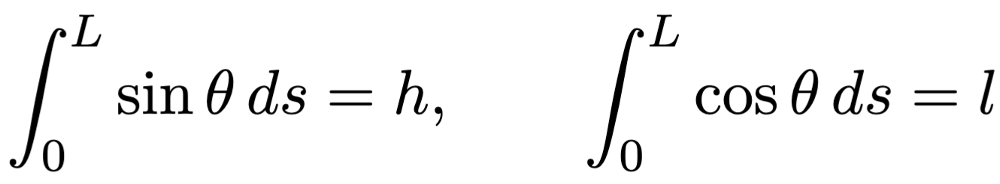 ∫₀ᴸ sin θ ds = h, ∫₀ᴸ cos θ ds = l